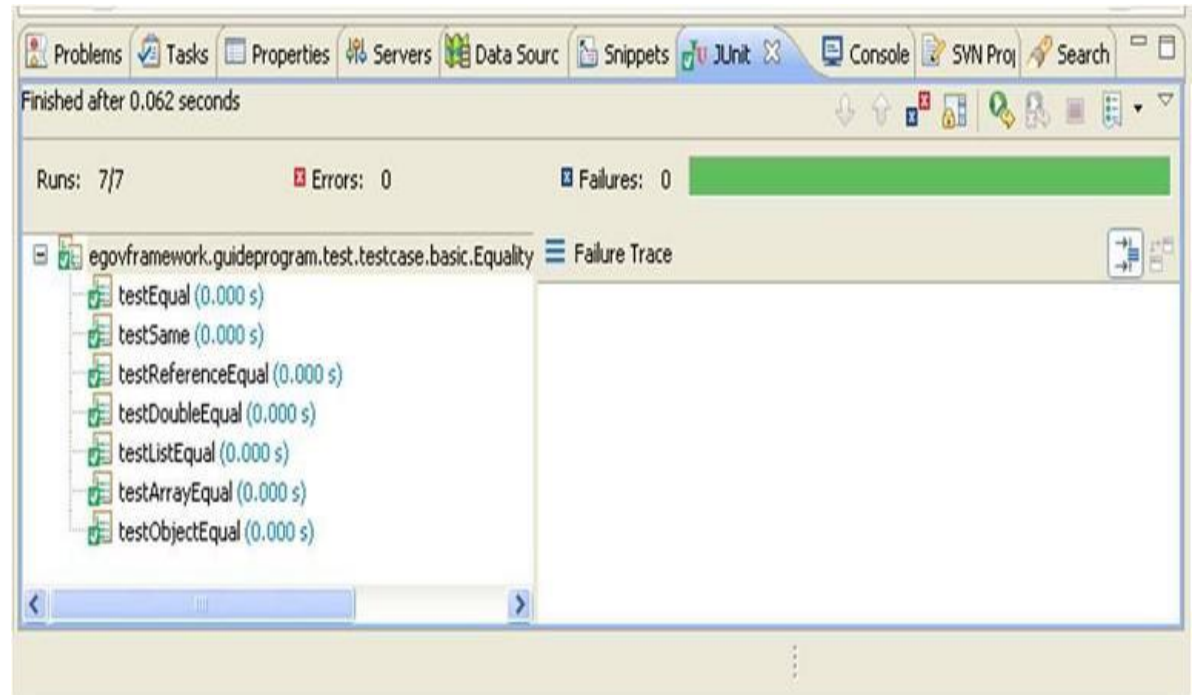 Problems Tasks Properties Servers Data Sourc Snippets JUnit Console SVN Proj Search
Finished after 0.062 seconds
Runs: 7/7 Errors: 0 Failures: 0
egovframework.guideprogram.test.testcase.basic.Equality Failure Trace
testEqual (0.000 s)
testSame (0.000 s)
testReferenceEqual (0.000 s)
testDoubleEqual (0.000 s)
testListEqual (0.000 s)
testArrayEqual (0.000 s)
testObjectEqual (0.000 s)